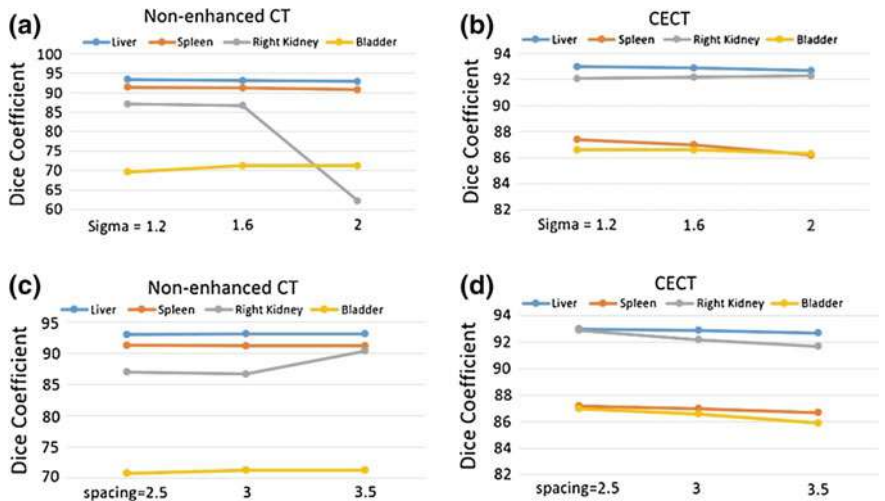 (a)
Non-enhanced CT
Liver Spleen Right Kidney Bladder
Dice Coefficient
100
95
90
85
80
75
70
65
60
Sigma = 1.2 1.6 2
(b)
CECT
Liver Spleen Right Kidney Bladder
Dice Coefficient
94
92
90
88
86
84
82
Sigma = 1.2 1.6 2
(c)
Non-enhanced CT
Liver Spleen Right Kidney Bladder
Dice Coefficient
95
90
85
80
75
70
spacing=2.5 3 3.5
(d)
CECT
Liver Spleen Right Kidney Bladder
Dice Coefficient
94
92
90
88
86
84
82
spacing=2.5 3 3.5